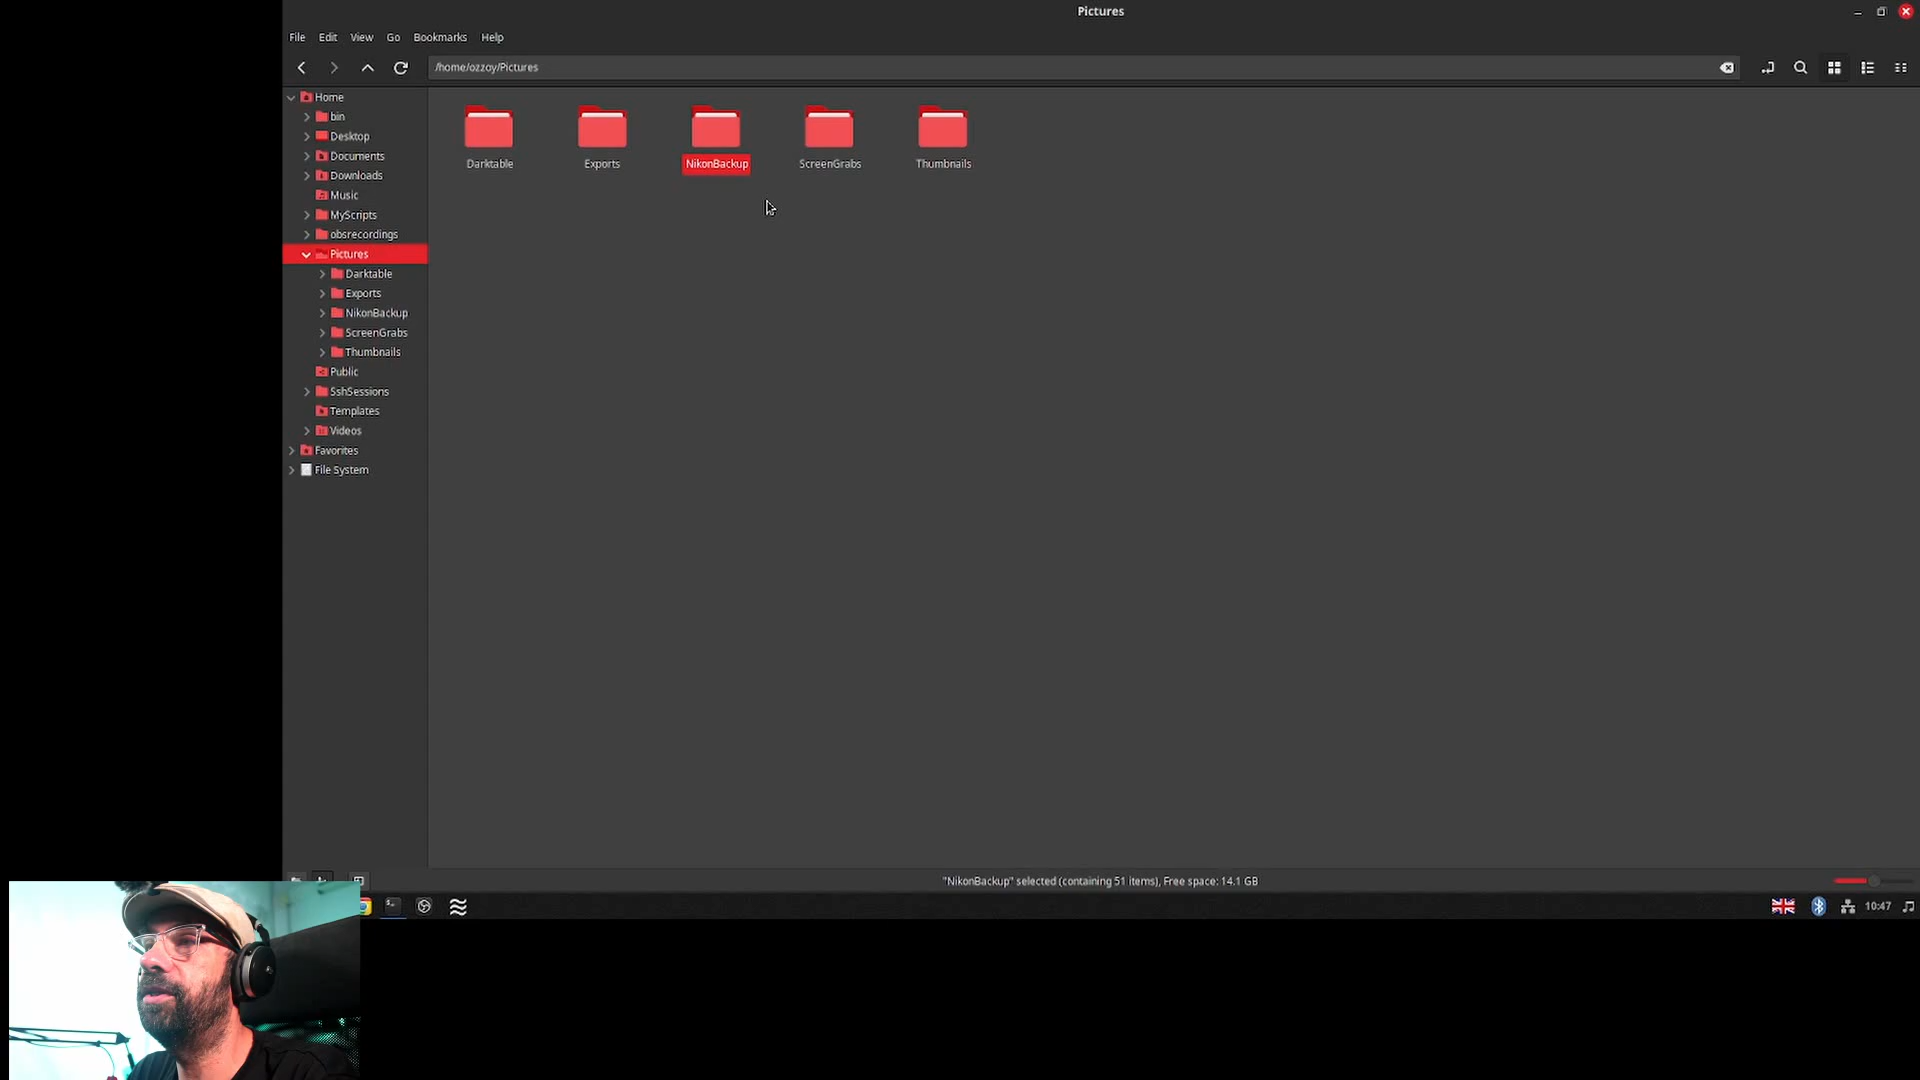 Pictures
File Edit View Go Bookmarks Help
/home/ozzoy/Pictures
Home
bin
Desktop
Documents
Downloads
Music
MyScripts
obsrecordings
Pictures
Darktable
Exports
NikonBackup
ScreenGrabs
Thumbnails
Public
SshSessions
Templates
Videos
Favorites
File System
Darktable Exports NikonBackup ScreenGrabs Thumbnails
"NikonBackup" selected (containing 51 items), Free space: 14.1 GB
10:47